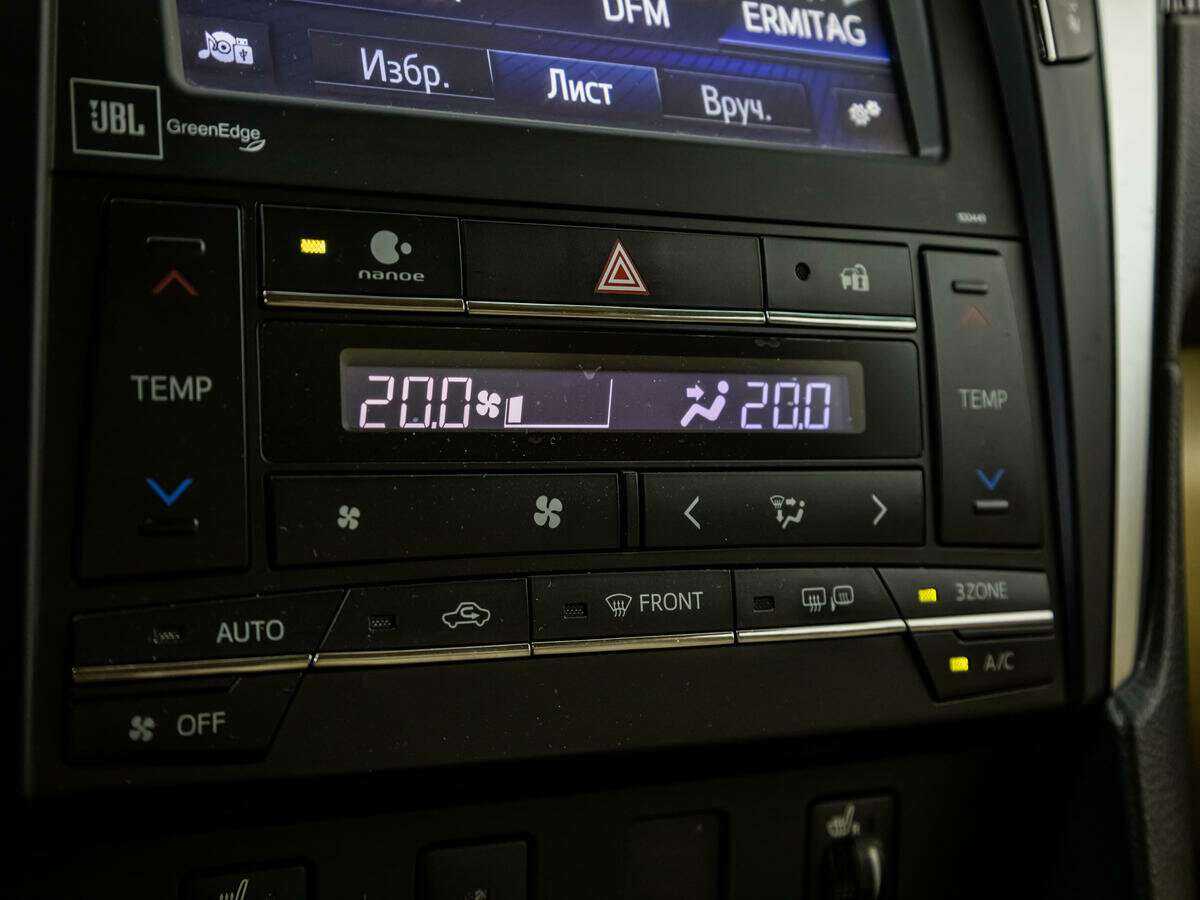 DFM
ERMITAG
Избр.
Лист
Вруч.
JBL
GreenEdge
nanoe
TEMP
20.0
20.0
TEMP
AUTO
FRONT
3ZONE
A/C
OFF